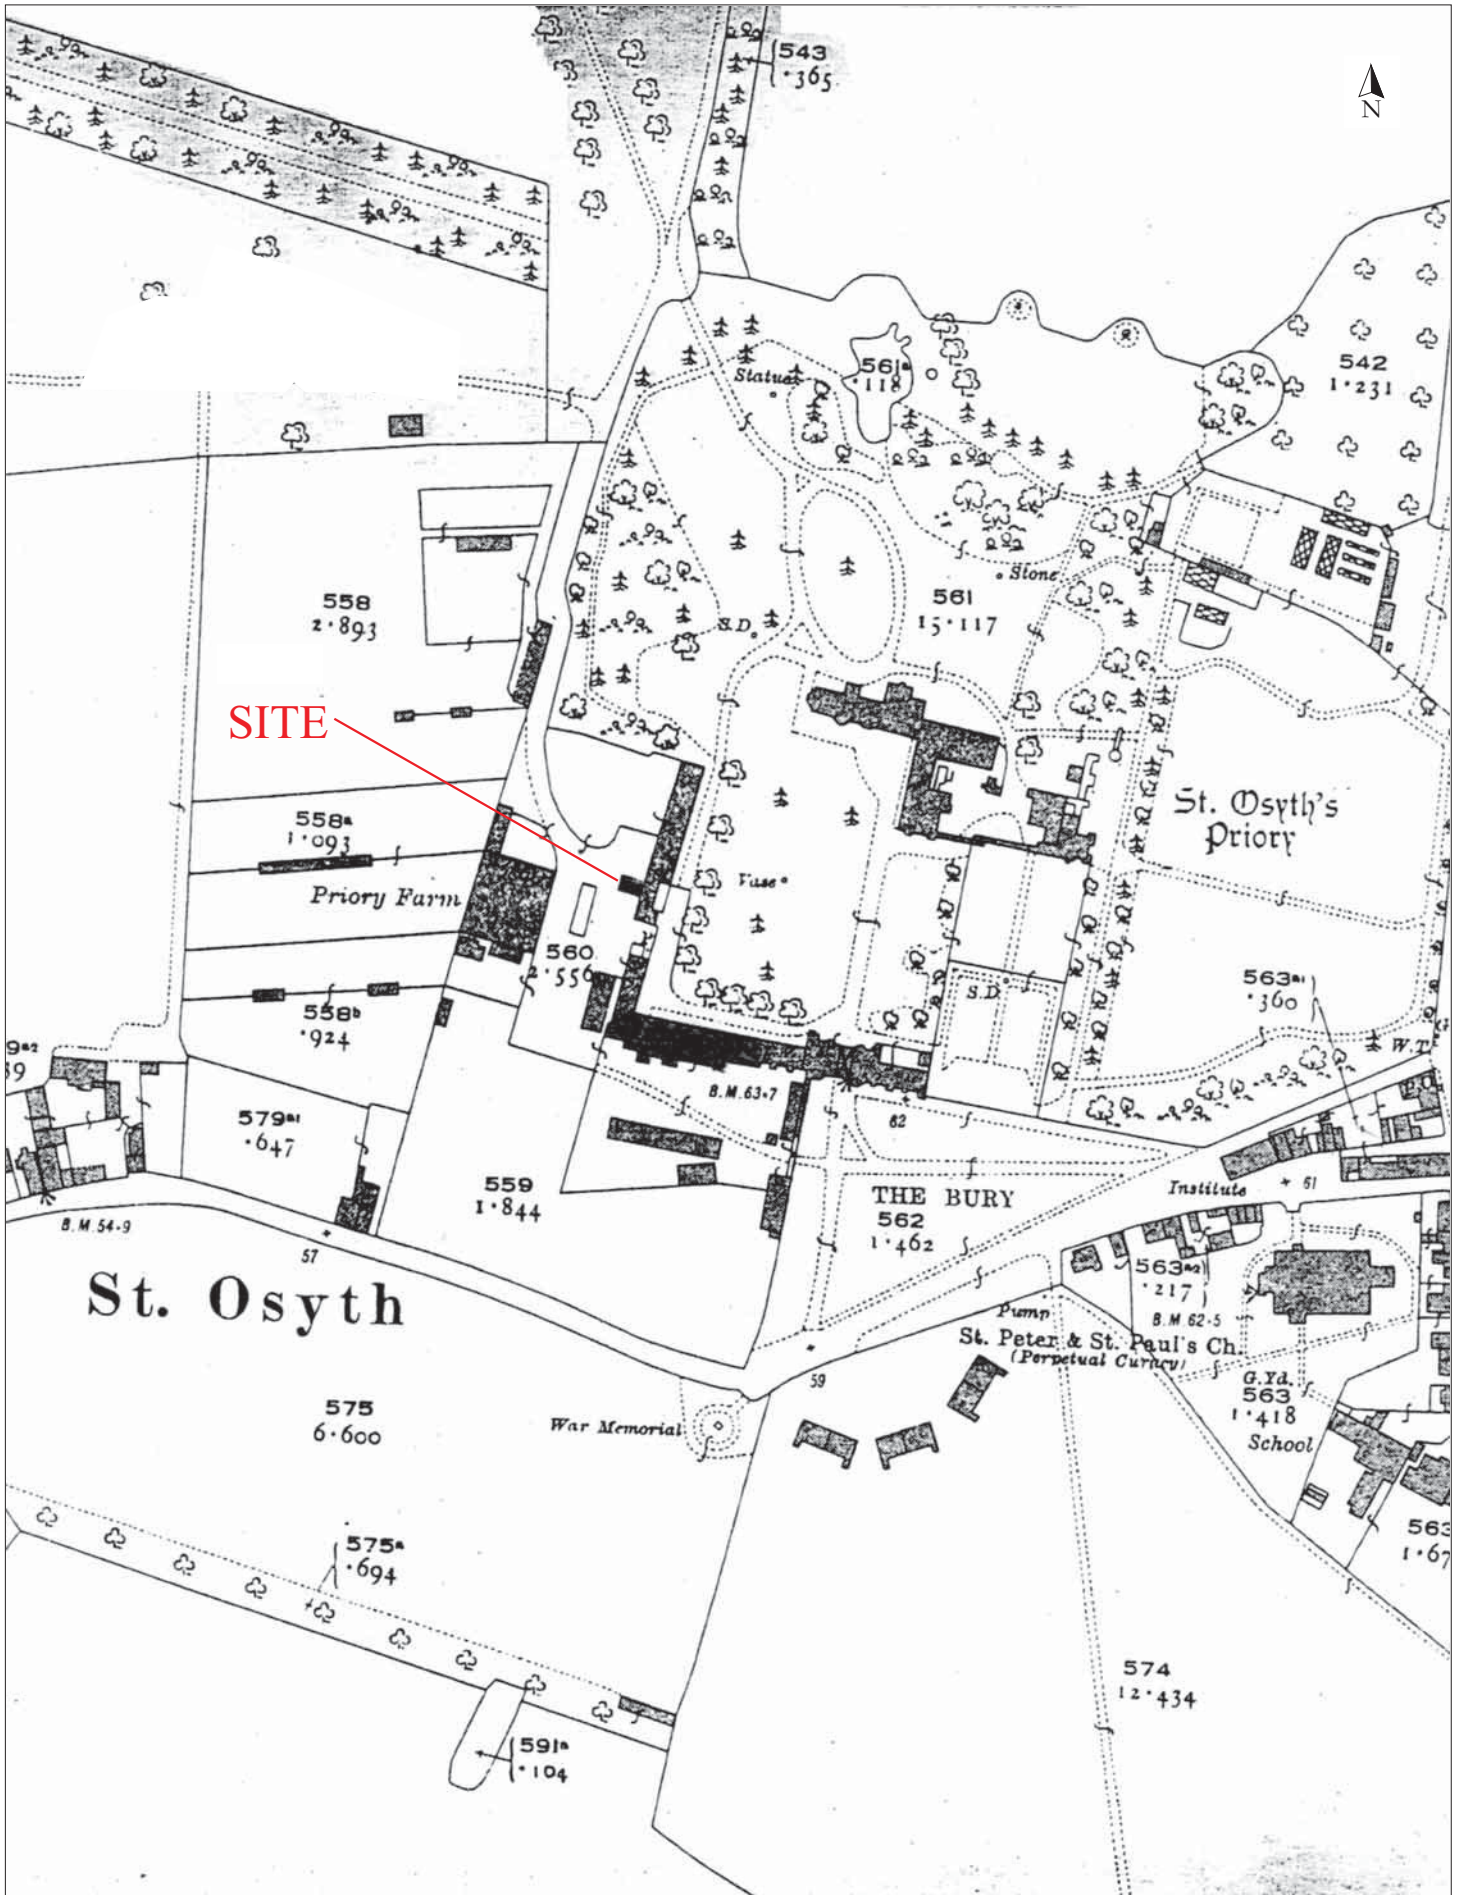 543
·365
N
542
1·231
561a
·118
Statue
Stone
558
2·893
561
15·117
S.D.
SITE
St. Osyth's
Priory
558a
1·093
Priory Farm
Vase
560
2·556
S.D.
563a1
·360
558b
·924
W.T.
P.O.
B.M. 63·7
62
579a1
·647
559
1·844
THE BURY
562
1·462
Institute
61
B.M. 54·9
57
St. Osyth
563a2
·217
B.M. 62·5
Pump
St. Peter & St. Paul's Ch.
(Perpetual Curacy)
59
G.Yd.
563
1·418
School
War Memorial
575
6·600
563
1·67
575a
·694
574
12·434
591a
·104